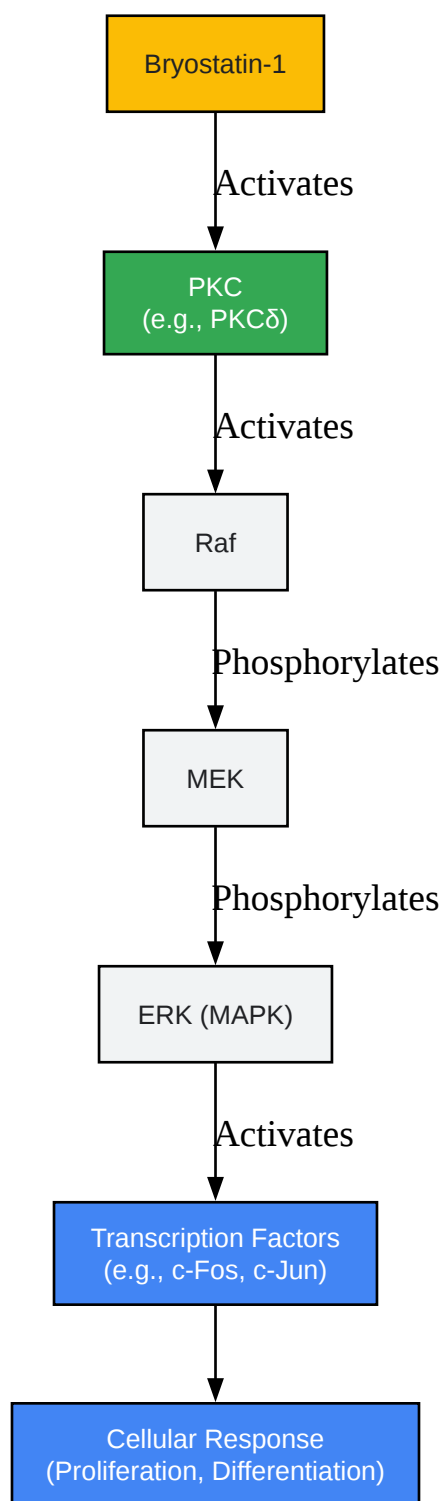 Bryostatin-1
Activates
PKC
(e.g., PKCδ)
Activates
Raf
Phosphorylates
MEK
Phosphorylates
ERK (MAPK)
Activates
Transcription Factors
(e.g., c-Fos, c-Jun)
Cellular Response
(Proliferation, Differentiation)